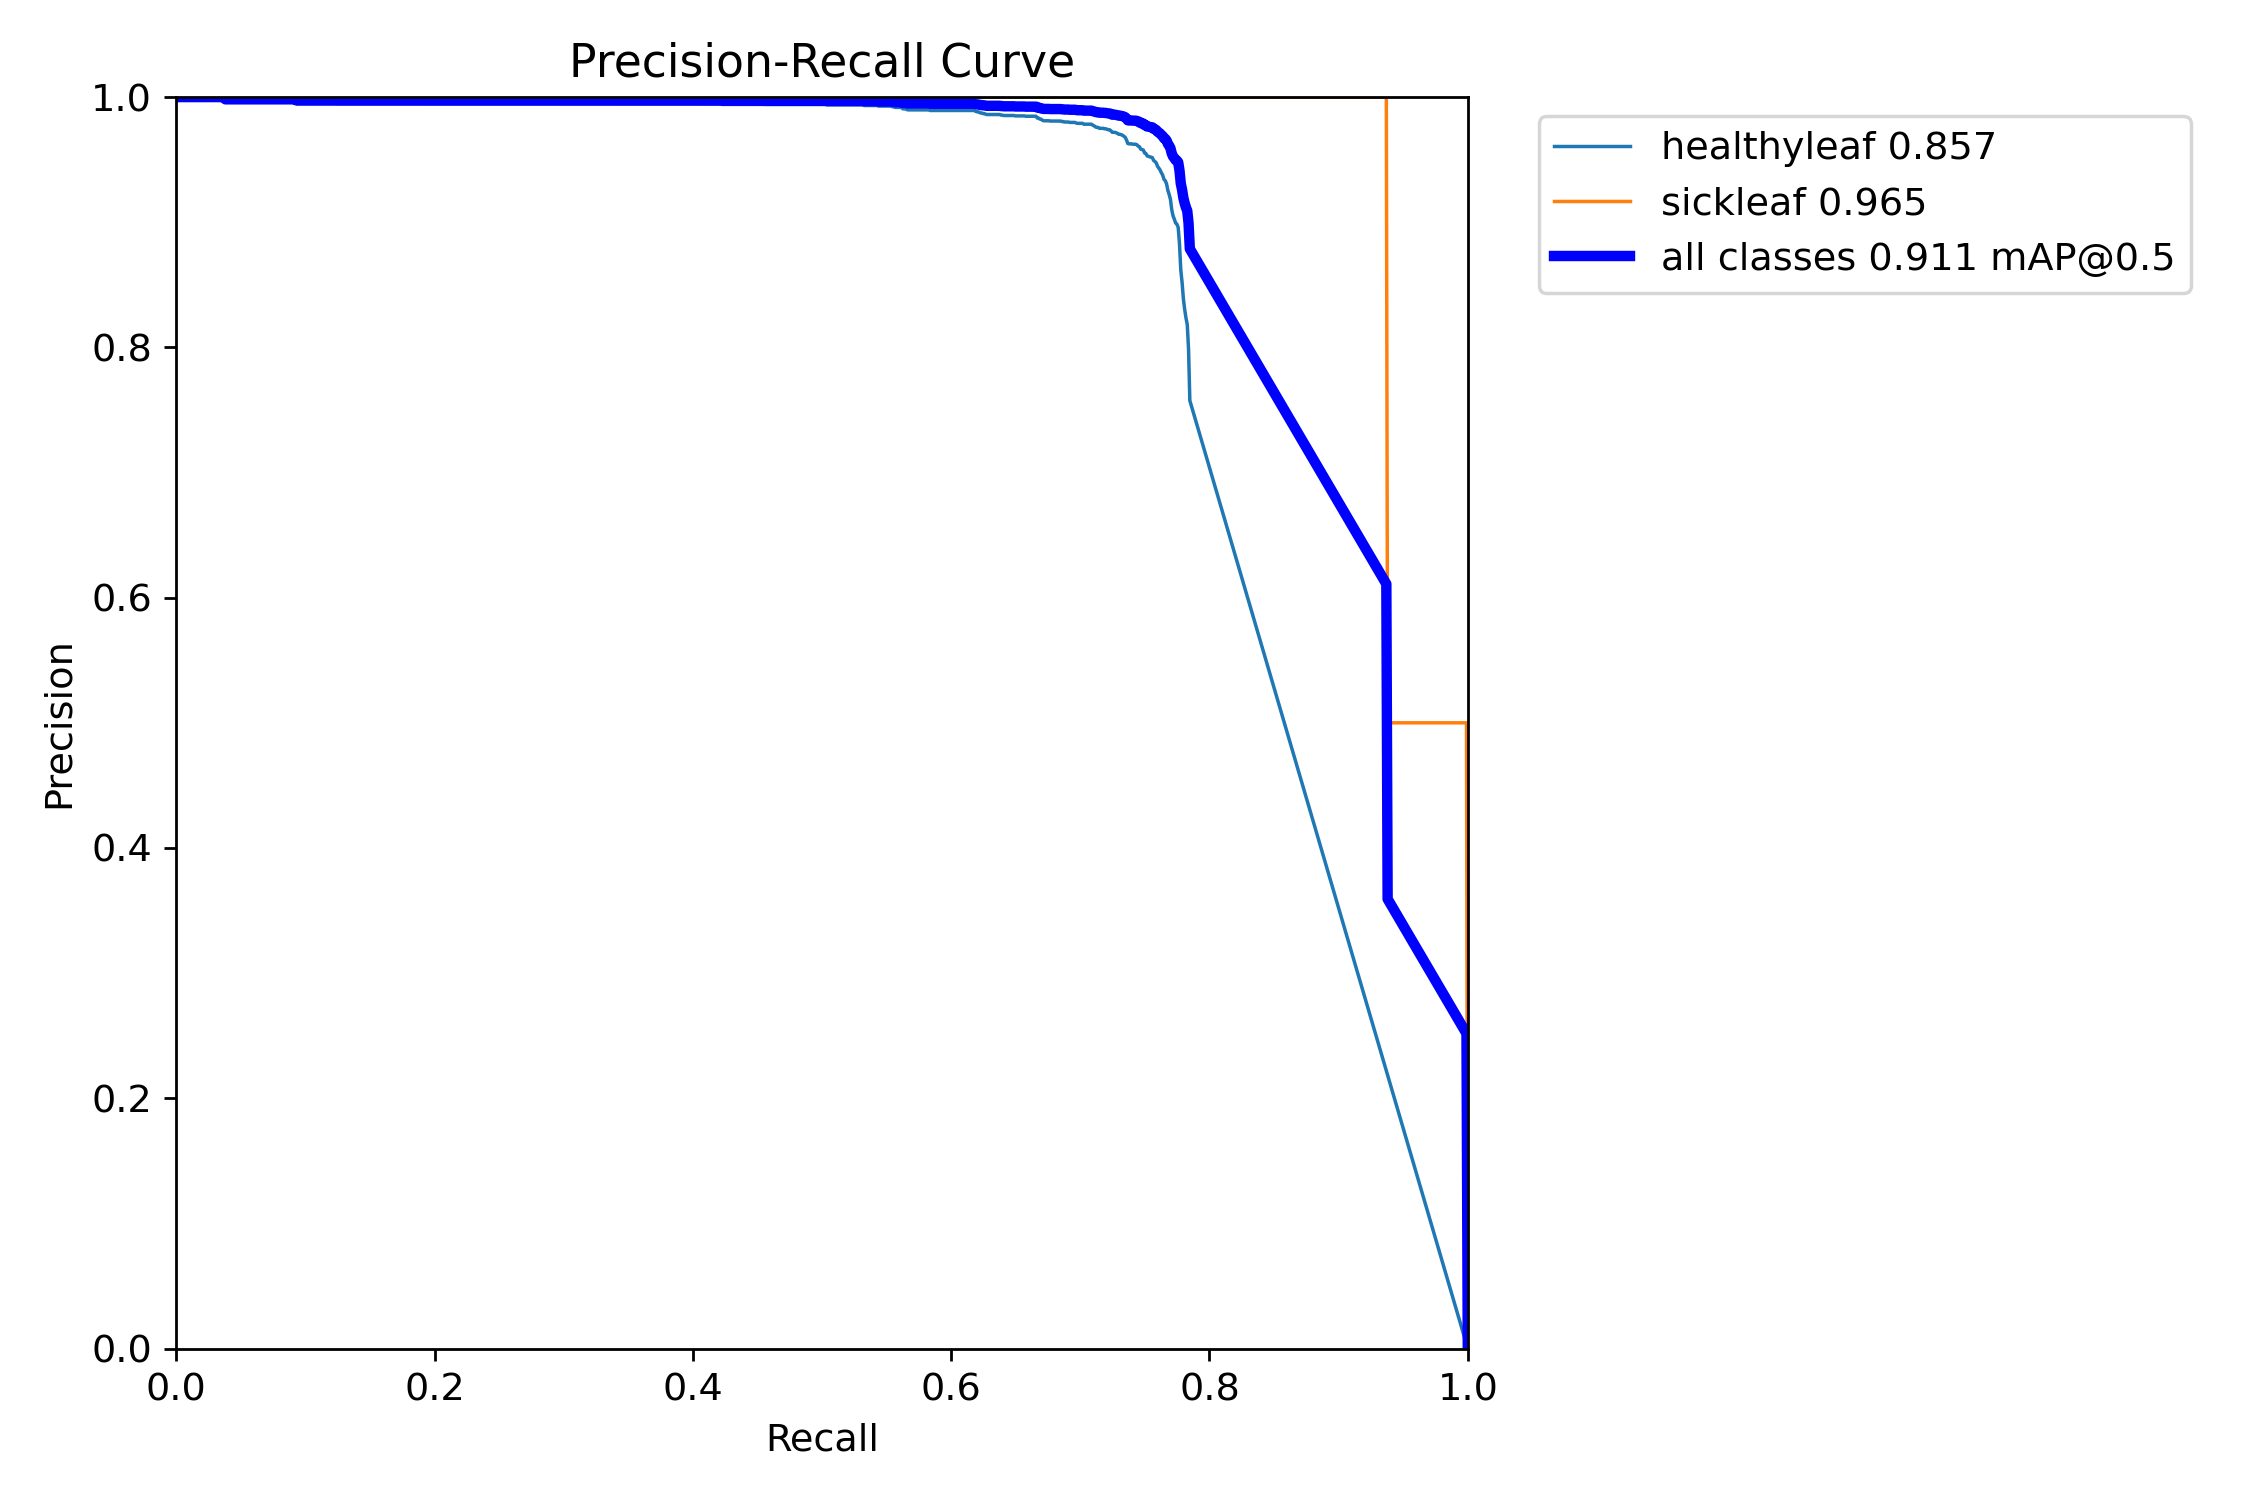 Precision-Recall Curve
1.0
0.8
0.6
0.4
0.2
0.0
Precision
0.0 0.2 0.4 0.6 0.8 1.0
Recall
healthyleaf 0.857
sickleaf 0.965
all classes 0.911 mAP@0.5